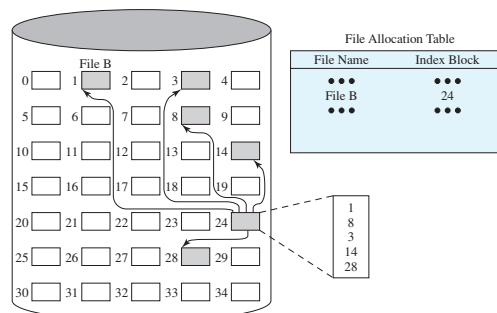 File Allocation Table
File Name Index Block
••• •••
File B 24
••• •••
File B
0 1 2 3 4
5 6 7 8 9
10 11 12 13 14
15 16 17 18 19
20 21 22 23 24
25 26 27 28 29
30 31 32 33 34
1
8
3
14
28